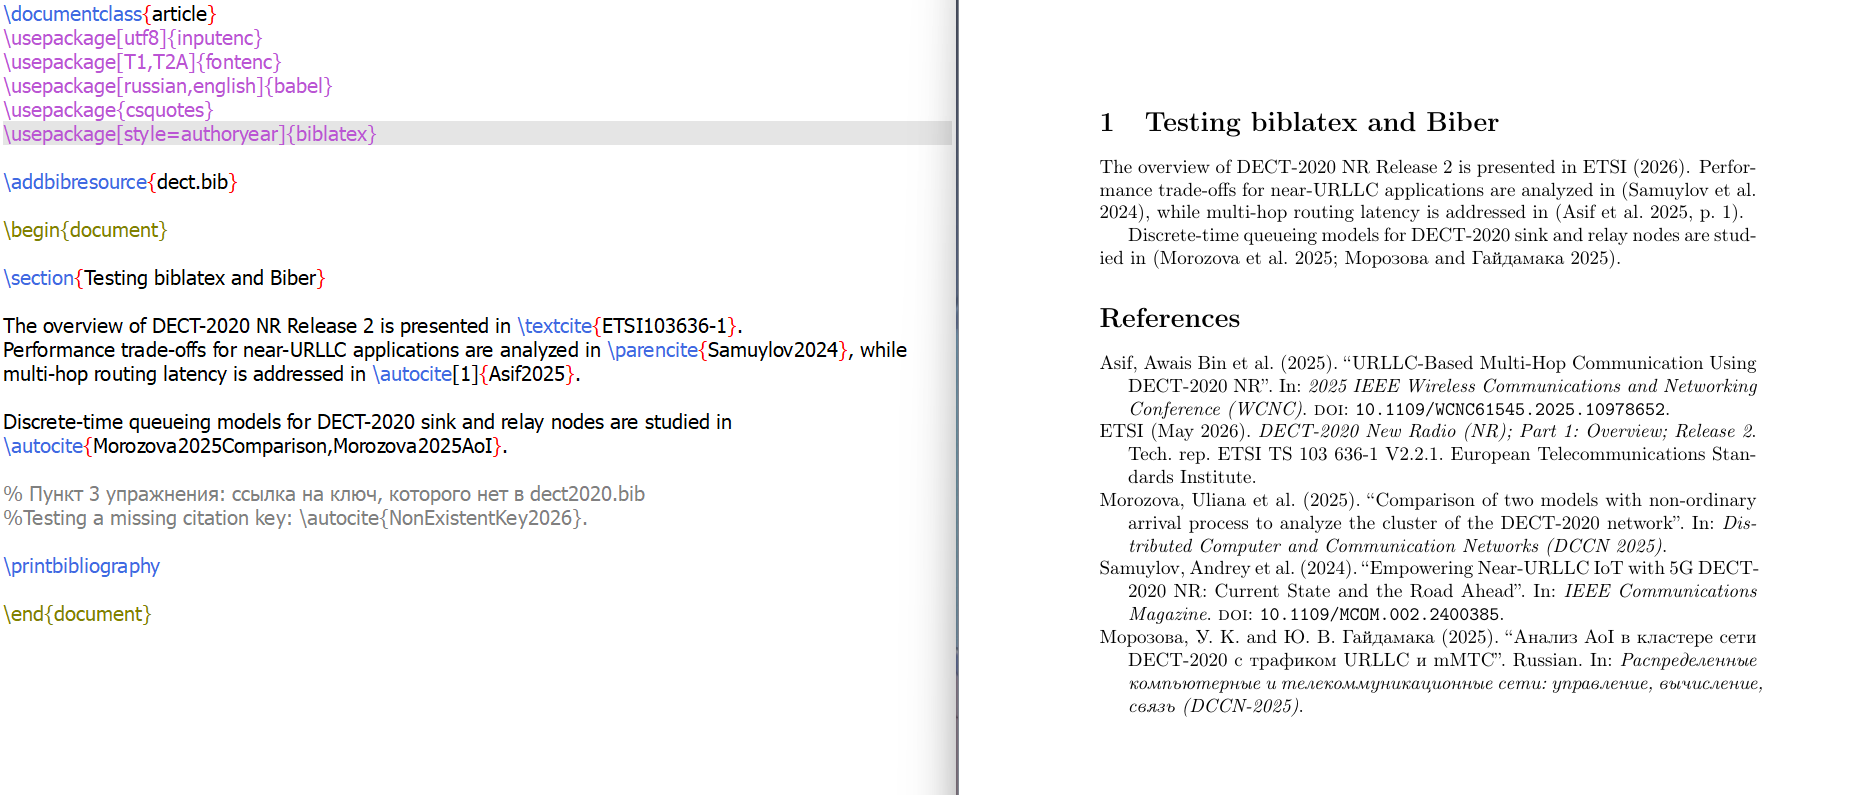 \documentclass{article}
\usepackage[utf8]{inputenc}
\usepackage[T1,T2A]{fontenc}
\usepackage[russian,english]{babel}
\usepackage{csquotes}
\usepackage[style=authoryear]{biblatex}
\addbibresource{dect.bib}
\begin{document}
\section{Testing biblatex and Biber}
The overview of DECT-2020 NR Release 2 is presented in \textcite{ETSI103636-1}.
Performance trade-offs for near-URLLC applications are analyzed in \parencite{Samuylov2024}, while
multi-hop routing latency is addressed in \autocite[1]{Asif2025}.
Discrete-time queueing models for DECT-2020 sink and relay nodes are studied in
\autocite{Morozova2025Comparison,Morozova2025AoI}.
% Пункт 3 упражнения: ссылка на ключ, которого нет в dect2020.bib
%Testing a missing citation key: \autocite{NonExistentKey2026}.
\printbibliography
\end{document}
1 Testing biblatex and Biber
The overview of DECT-2020 NR Release 2 is presented in ETSI (2026). Perfor-
mance trade-offs for near-URLLC applications are analyzed in (Samuylov et al.
2024), while multi-hop routing latency is addressed in (Asif et al. 2025, p. 1).
Discrete-time queueing models for DECT-2020 sink and relay nodes are stud-
ied in (Morozova et al. 2025; Морозова and Гайдамака 2025).
References
Asif, Awais Bin et al. (2025). “URLLC-Based Multi-Hop Communication Using
DECT-2020 NR”. In: 2025 IEEE Wireless Communications and Networking
Conference (WCNC). DOI: 10.1109/WCNC61545.2025.10978652.
ETSI (May 2026). DECT-2020 New Radio (NR); Part 1: Overview; Release 2.
Tech. rep. ETSI TS 103 636-1 V2.2.1. European Telecommunications Stan-
dards Institute.
Morozova, Uliana et al. (2025). “Comparison of two models with non-ordinary
arrival process to analyze the cluster of the DECT-2020 network”. In: Dis-
tributed Computer and Communication Networks (DCCN 2025).
Samuylov, Andrey et al. (2024). “Empowering Near-URLLC IoT with 5G DECT-
2020 NR: Current State and the Road Ahead”. In: IEEE Communications
Magazine. DOI: 10.1109/MCOM.002.2400385.
Морозова, У. К. and Ю. В. Гайдамака (2025). “Анализ AoI в кластере сети
DECT-2020 с трафиком URLLC и mMTC”. Russian. In: Распределенные
компьютерные и телекоммуникационные сети: управление, вычисление,
связь (DCCN-2025).